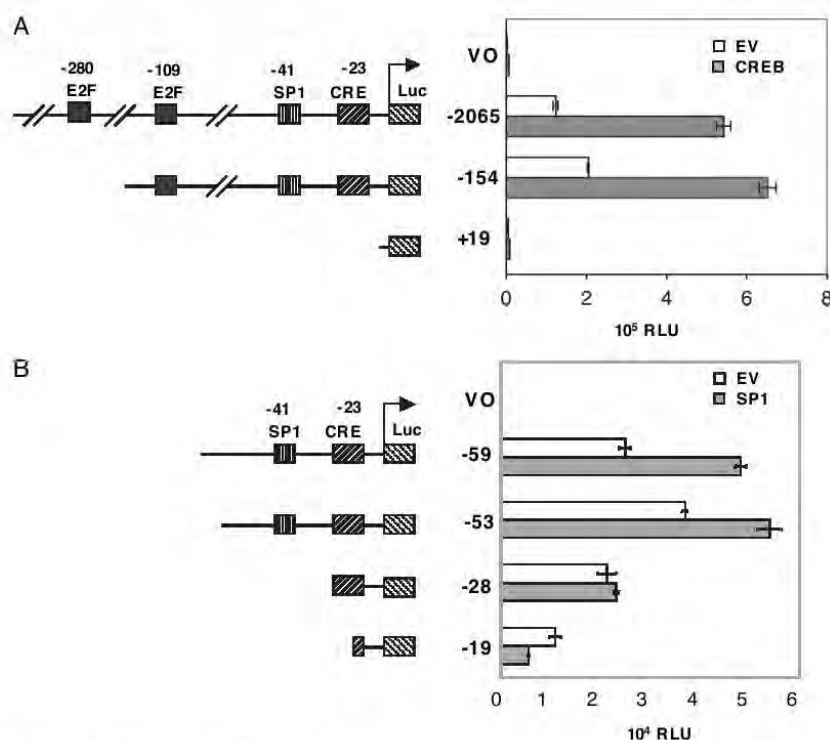 A
-280
E2F
-109
E2F
-41
SP1
-23
CRE
Luc
VO
-2065
-154
+19
EV
CREB
0
2
4
6
8
10⁵ RLU
B
-41
SP1
-23
CRE
Luc
VO
-59
-53
-28
-19
EV
SP1
0
1
2
3
4
5
6
10⁴ RLU